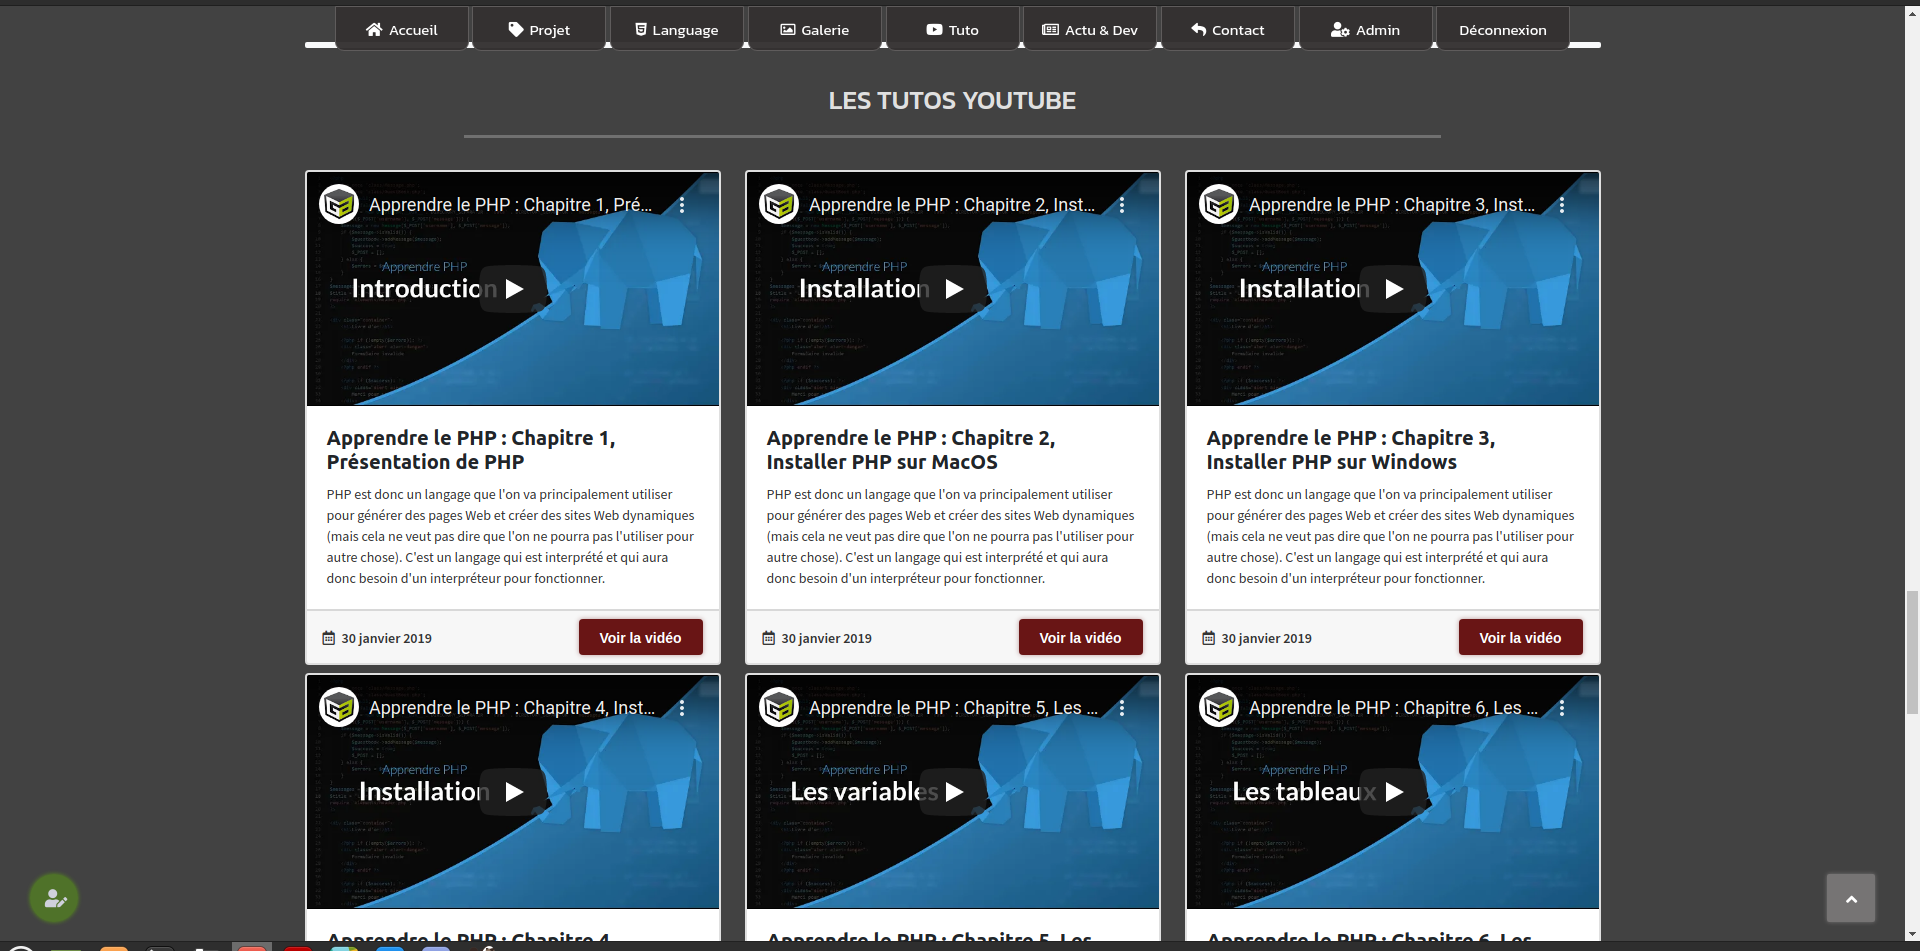 Accueil
Projet
Language
Galerie
Tuto
Actu & Dev
Contact
Admin
Déconnexion
LES TUTOS YOUTUBE
Apprendre le PHP : Chapitre 1, Pré...
Apprendre PHP
Introduction
Apprendre le PHP : Chapitre 1,
Présentation de PHP
PHP est donc un langage que l'on va principalement utiliser
pour générer des pages Web et créer des sites Web dynamiques
(mais cela ne veut pas dire que l'on ne pourra pas l'utiliser pour
autre chose). C'est un langage qui est interprété et qui aura
donc besoin d'un interpréteur pour fonctionner.
30 janvier 2019
Voir la vidéo
Apprendre le PHP : Chapitre 2, Inst...
Apprendre PHP
Installation
Apprendre le PHP : Chapitre 2,
Installer PHP sur MacOS
PHP est donc un langage que l'on va principalement utiliser
pour générer des pages Web et créer des sites Web dynamiques
(mais cela ne veut pas dire que l'on ne pourra pas l'utiliser pour
autre chose). C'est un langage qui est interprété et qui aura
donc besoin d'un interpréteur pour fonctionner.
30 janvier 2019
Voir la vidéo
Apprendre le PHP : Chapitre 3, Inst...
Apprendre PHP
Installation
Apprendre le PHP : Chapitre 3,
Installer PHP sur Windows
PHP est donc un langage que l'on va principalement utiliser
pour générer des pages Web et créer des sites Web dynamiques
(mais cela ne veut pas dire que l'on ne pourra pas l'utiliser pour
autre chose). C'est un langage qui est interprété et qui aura
donc besoin d'un interpréteur pour fonctionner.
30 janvier 2019
Voir la vidéo
Apprendre le PHP : Chapitre 4, Inst...
Apprendre PHP
Installation
Apprendre le PHP : Chapitre 4,
Apprendre le PHP : Chapitre 5, Les ...
Apprendre PHP
Les variables
Apprendre le PHP : Chapitre 5, Les
Apprendre le PHP : Chapitre 6, Les ...
Apprendre PHP
Les tableaux
Apprendre le PHP : Chapitre 6, Les